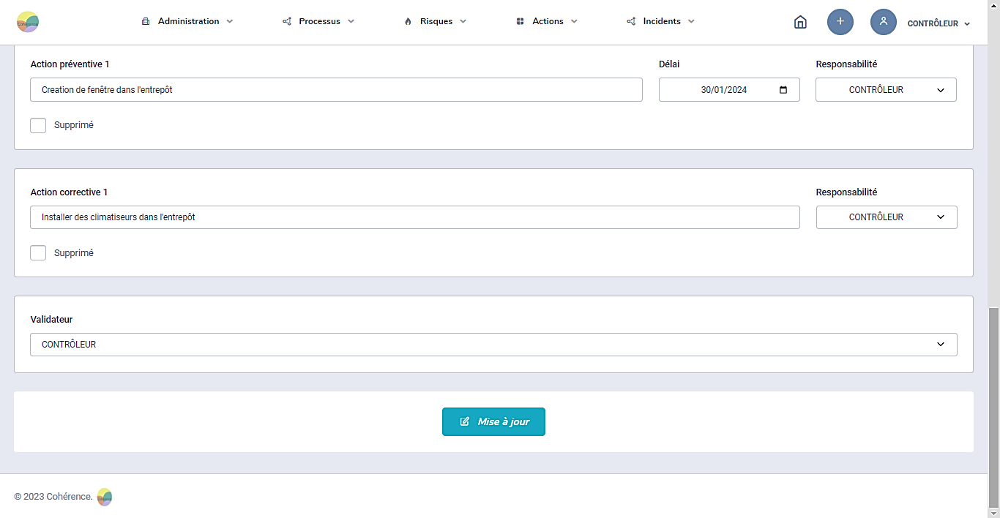 Cohérence
Administration Processus Risques Actions Incidents CONTRÔLEUR
Action préventive 1 Délai Responsabilité
Creation de fenêtre dans l'entrepôt 30/01/2024 CONTRÔLEUR
Supprimé
Action corrective 1 Responsabilité
Installer des climatiseurs dans l'entrepôt CONTRÔLEUR
Supprimé
Validateur
CONTRÔLEUR
Mise à jour
© 2023 Cohérence. Cohérence